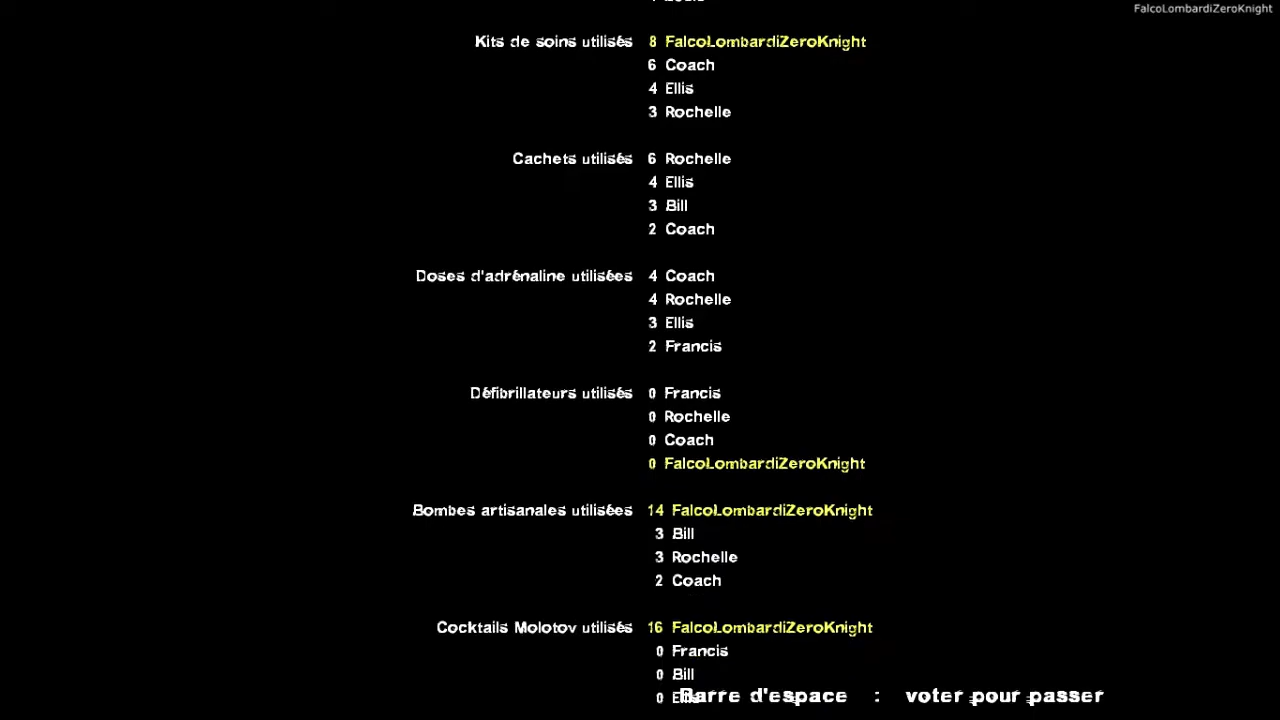 FalcoLombardiZeroKnight
Kits de soins utilisés 8 FalcoLombardiZeroKnight
6 Coach
4 Ellis
3 Rochelle
Cachets utilisés 6 Rochelle
4 Ellis
3 Bill
2 Coach
Doses d'adrénaline utilisées 4 Coach
4 Rochelle
3 Ellis
2 Francis
Défibrillateurs utilisés 0 Francis
0 Rochelle
0 Coach
0 FalcoLombardiZeroKnight
Bombes artisanales utilisées 14 FalcoLombardiZeroKnight
3 Bill
3 Rochelle
2 Coach
Cocktails Molotov utilisés 16 FalcoLombardiZeroKnight
0 Francis
0 Bill
0
Barre d'espace : voter pour passer